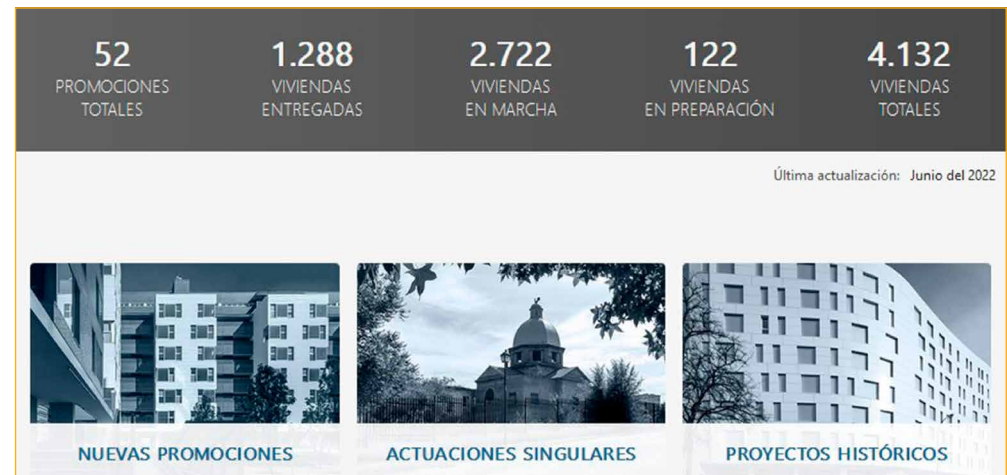 52
PROMOCIONES
TOTALES
1.288
VIVIENDAS
ENTREGADAS
2.722
VIVIENDAS
EN MARCHA
122
VIVIENDAS
EN PREPARACIÓN
4.132
VIVIENDAS
TOTALES
Última actualización: Junio del 2022
NUEVAS PROMOCIONES
ACTUACIONES SINGULARES
PROYECTOS HISTÓRICOS